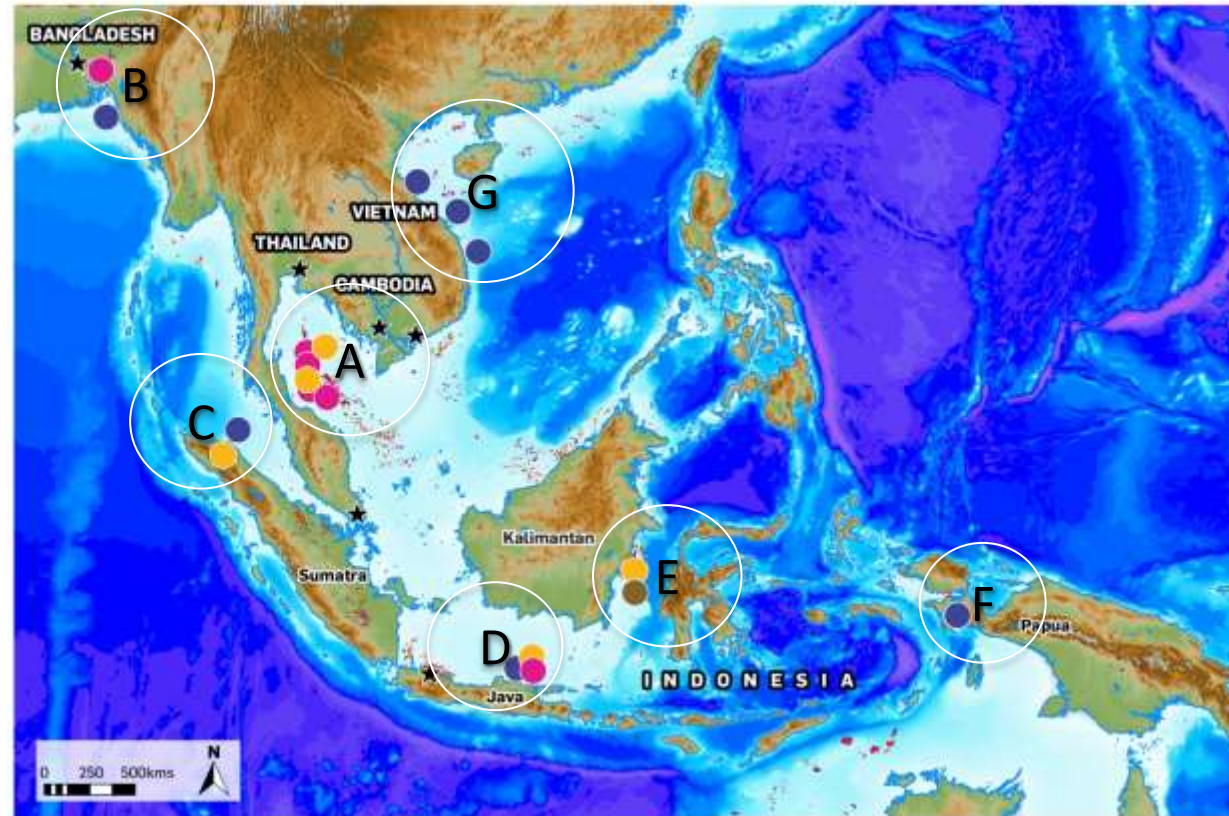 BANGLADESH
B
G
VIETNAM
THAILAND
CAMBODIA
A
C
Kalimantan
E
Sumatra
F
Papua
D
INDONESIA
Java
N
0 250 500kms